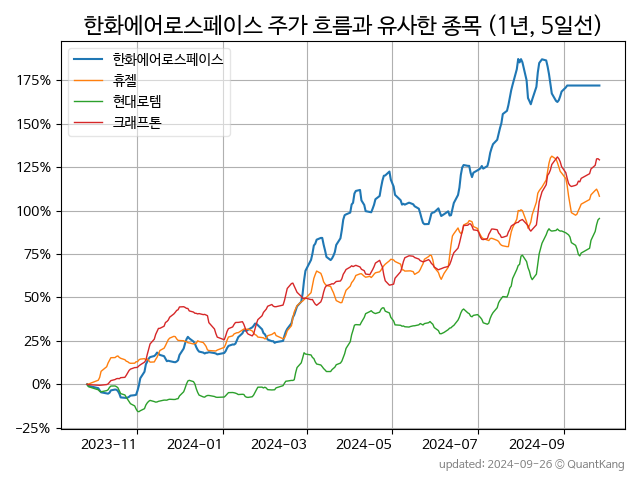 한화에어로스페이스 주가 흐름과 유사한 종목 (1년, 5일선)
한화에어로스페이스
휴젤
현대로템
크래프톤
175%
150%
125%
100%
75%
50%
25%
0%
−25%
2023-11 2024-01 2024-03 2024-05 2024-07 2024-09
updated: 2024-09-26 © QuantKang